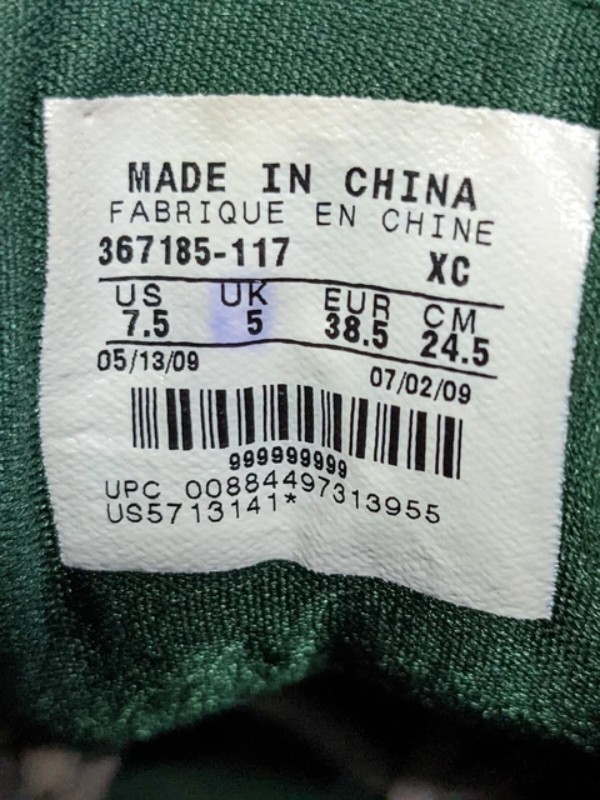 MADE IN CHINA
FABRIQUE EN CHINE
367185-117 XC
US UK EUR CM
7.5 5 38.5 24.5
05/13/09 07/02/09
999999999
UPC 00884497313955
US5713141*